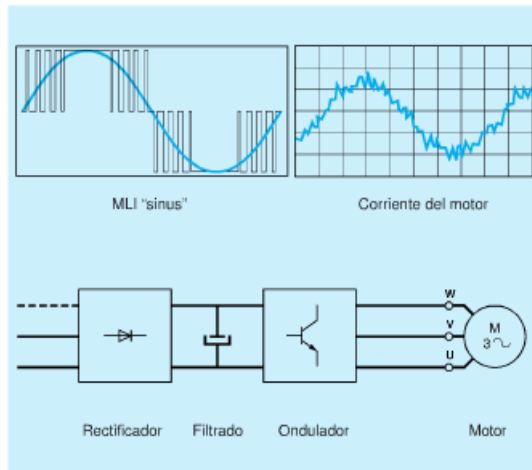 MLI "sinus"
Corriente del motor
W
V
U
M
3
Rectificador
Filtrado
Ondulador
Motor